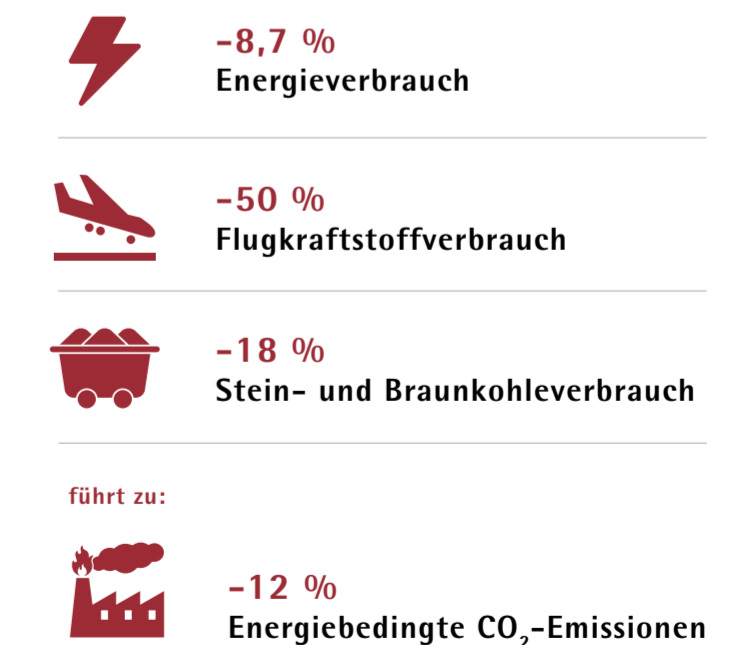 –8,7 %
Energieverbrauch
–50 %
Flugkraftstoffverbrauch
–18 %
Stein- und Braunkohleverbrauch
führt zu:
–12 %
Energiebedingte CO₂-Emissionen